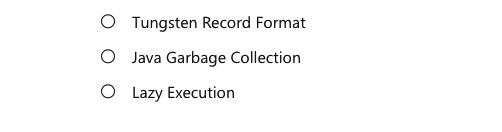 Tungsten Record Format
Java Garbage Collection
Lazy Execution